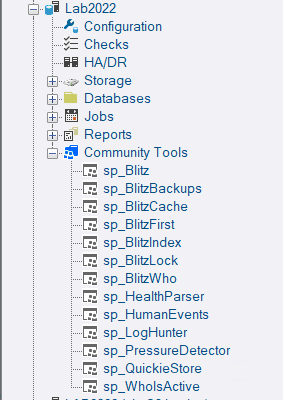 Lab2022
Configuration
Checks
HA/DR
Storage
Databases
Jobs
Reports
Community Tools
sp_Blitz
sp_BlitzBackups
sp_BlitzCache
sp_BlitzFirst
sp_BlitzIndex
sp_BlitzLock
sp_BlitzWho
sp_HealthParser
sp_HumanEvents
sp_LogHunter
sp_PressureDetector
sp_QuickieStore
sp_WhoIsActive